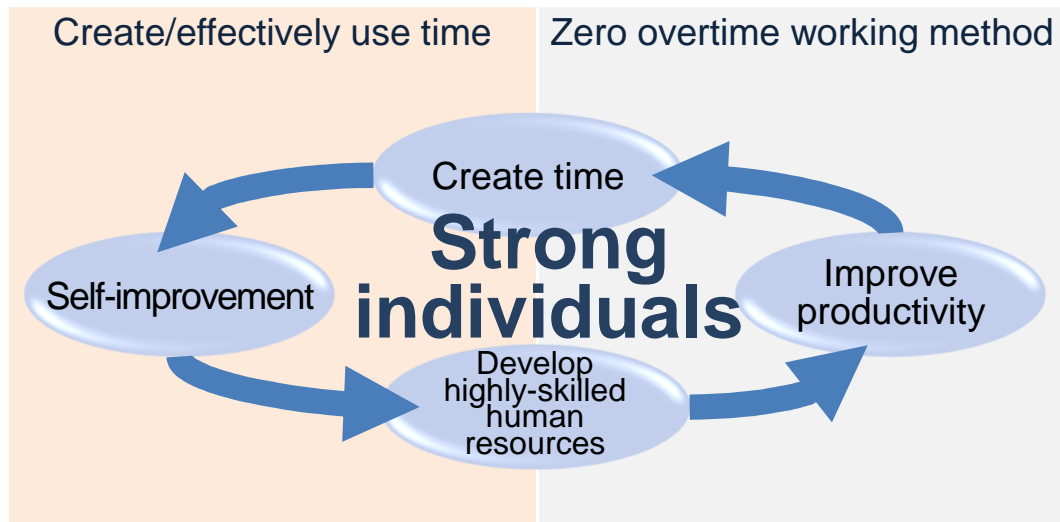 Create/effectively use time
Zero overtime working method
Create time
Strong
individuals
Self-improvement
Improve
productivity
Develop
highly-skilled
human
resources